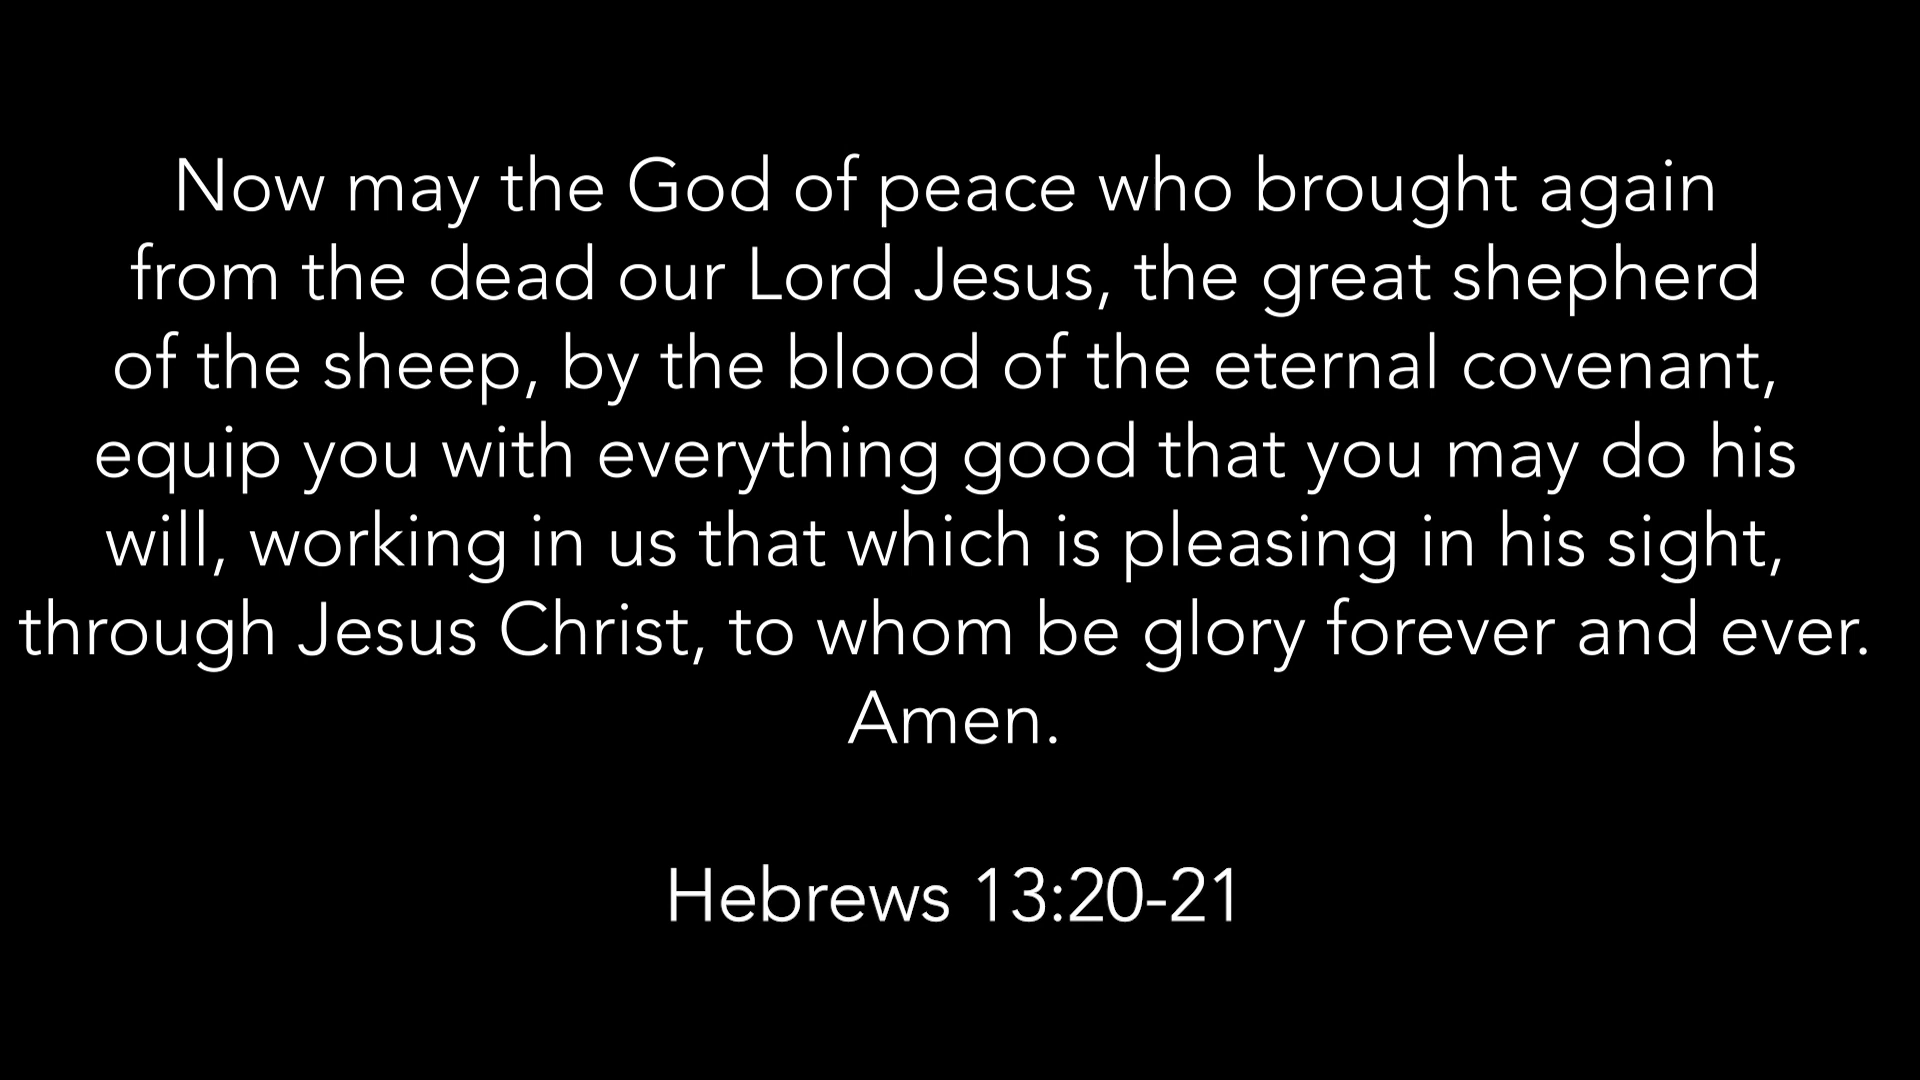 Now may the God of peace who brought again
from the dead our Lord Jesus, the great shepherd
of the sheep, by the blood of the eternal covenant,
equip you with everything good that you may do his
will, working in us that which is pleasing in his sight,
through Jesus Christ, to whom be glory forever and ever.
Amen.
Hebrews 13:20-21